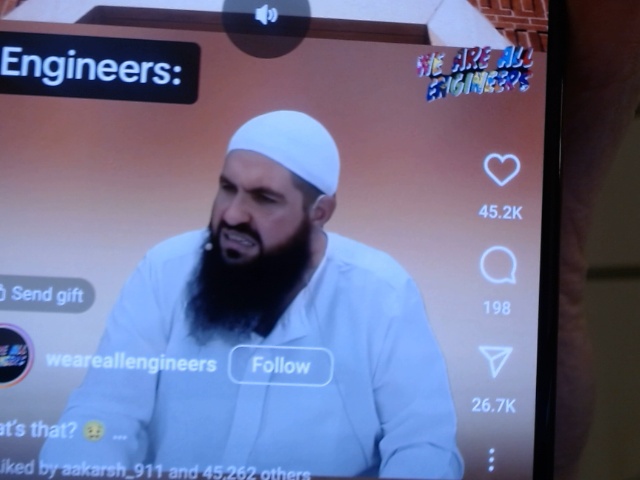 Engineers:
WE ARE ALL
ENGINEERS
45.2K
198
Send gift
weareallengineers
Follow
26.7K
at's that? 🤢 ...
iked by aakarsh_911 and 45,262 others